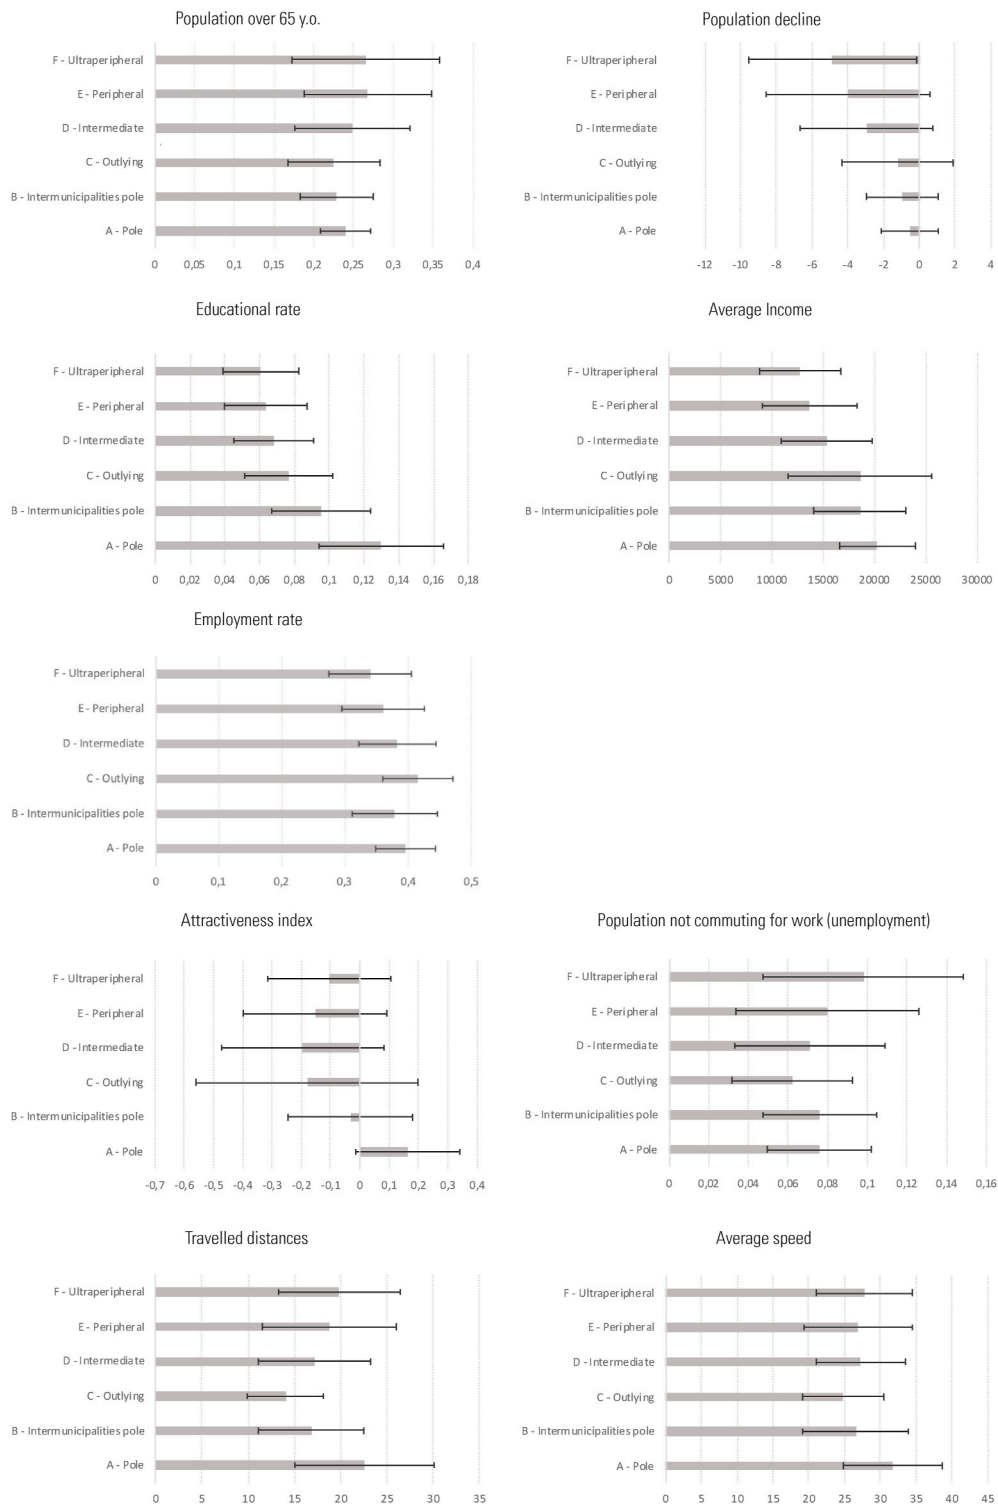 Population over 65 y.o.
F - Ultraperipheral
E - Peripheral
D - Intermediate
C - Outlying
B - Intermunicipalities pole
A - Pole
0 0,05 0,1 0,15 0,2 0,25 0,3 0,35 0,4
Population decline
F - Ultraperipheral
E - Peripheral
D - Intermediate
C - Outlying
B - Intermunicipalities pole
A - Pole
-12 -10 -8 -6 -4 -2 0 2 4
Educational rate
F - Ultraperipheral
E - Peripheral
D - Intermediate
C - Outlying
B - Intermunicipalities pole
A - Pole
0 0,02 0,04 0,06 0,08 0,1 0,12 0,14 0,16 0,18
Average Income
F - Ultraperipheral
E - Peripheral
D - Intermediate
C - Outlying
B - Intermunicipalities pole
A - Pole
0 5000 10000 15000 20000 25000 30000
Employment rate
F - Ultraperipheral
E - Peripheral
D - Intermediate
C - Outlying
B - Intermunicipalities pole
A - Pole
0 0,1 0,2 0,3 0,4 0,5
Attractiveness index
F - Ultraperipheral
E - Peripheral
D - Intermediate
C - Outlying
B - Intermunicipalities pole
A - Pole
-0,7 -0,6 -0,5 -0,4 -0,3 -0,2 -0,1 0 0,1 0,2 0,3 0,4
Population not commuting for work (unemployment)
F - Ultraperipheral
E - Peripheral
D - Intermediate
C - Outlying
B - Intermunicipalities pole
A - Pole
0 0,02 0,04 0,06 0,08 0,1 0,12 0,14 0,16
Travelled distances
F - Ultraperipheral
E - Peripheral
D - Intermediate
C - Outlying
B - Intermunicipalities pole
A - Pole
0 5 10 15 20 25 30 35
Average speed
F - Ultraperipheral
E - Peripheral
D - Intermediate
C - Outlying
B - Intermunicipalities pole
A - Pole
0 5 10 15 20 25 30 35 40 45